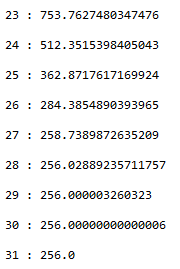 23 : 753.7627480347476
24 : 512.3515398405043
25 : 362.8717617169924
26 : 284.3854890393965
27 : 258.7389872635209
28 : 256.02889235711757
29 : 256.000003260323
30 : 256.00000000000006
31 : 256.0